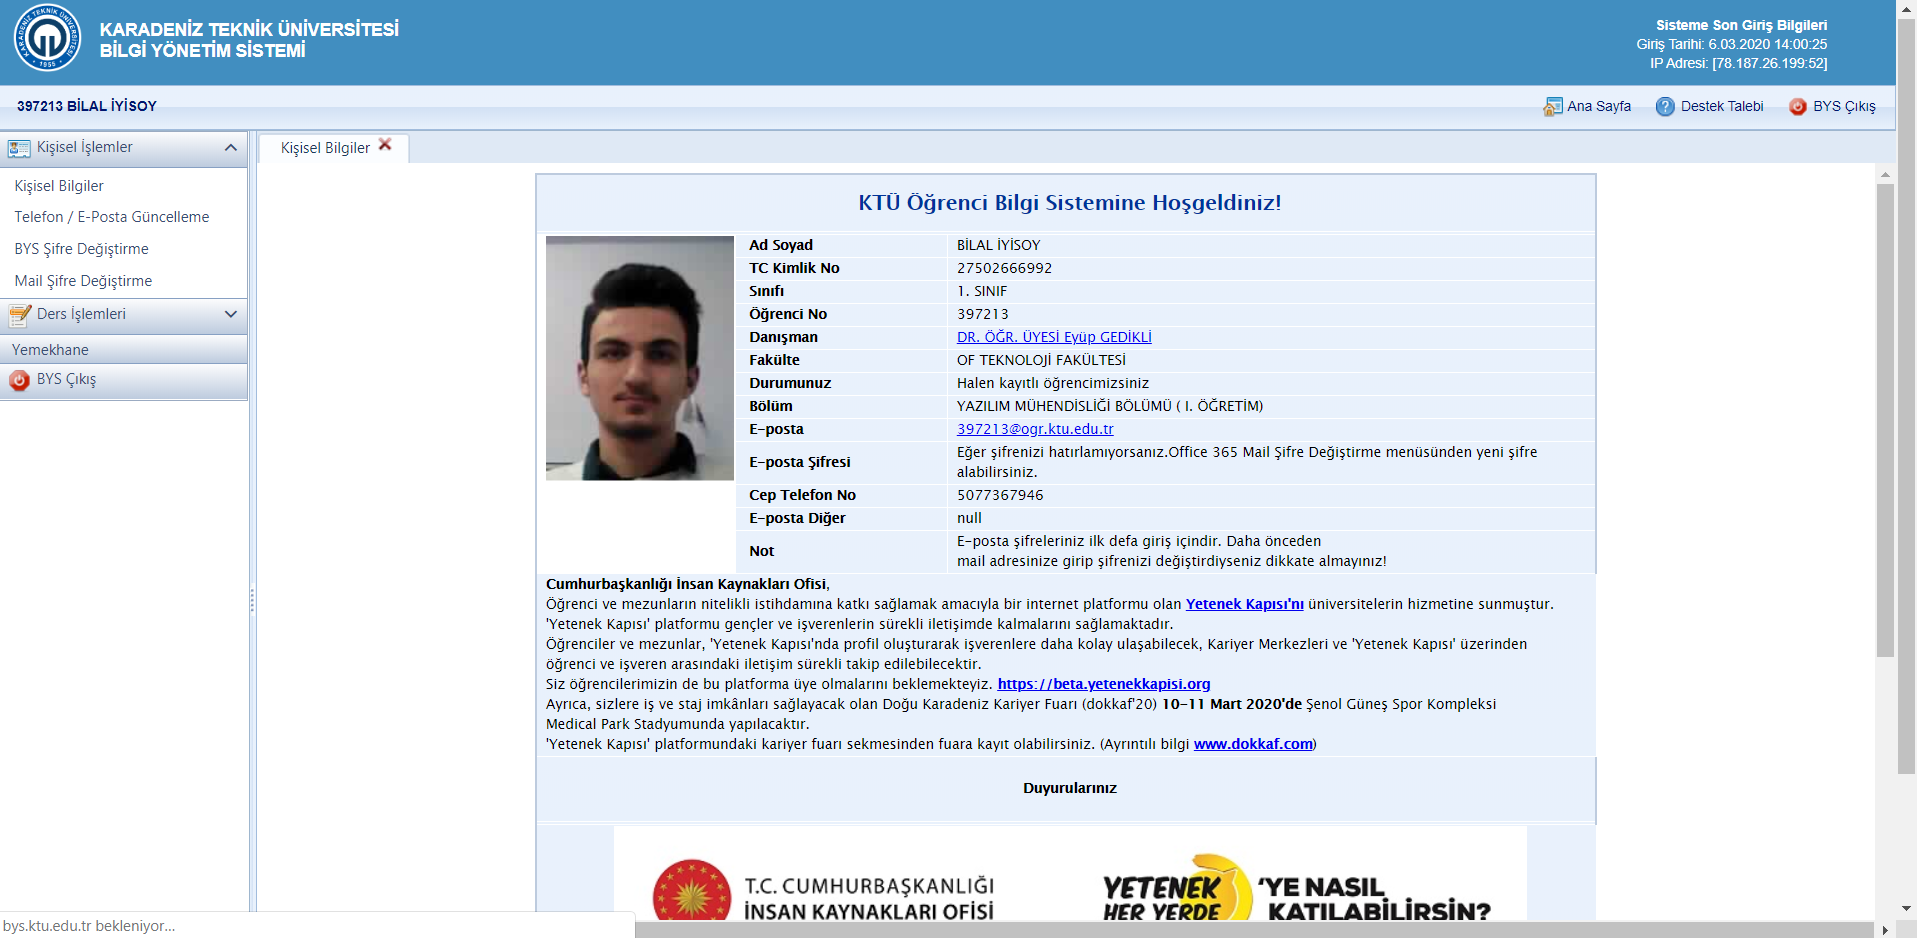 KARADENİZ TEKNİK ÜNİVERSİTESİ
BİLGİ YÖNETİM SİSTEMİ
Sisteme Son Giriş Bilgileri
Giriş Tarihi: 6.03.2020 14:00:25
IP Adresi: [78.187.26.199:52]
397213 BİLAL İYİSOY
Ana Sayfa
Destek Talebi
BYS Çıkış
Kişisel İşlemler
Kişisel Bilgiler
Telefon / E-Posta Güncelleme
BYS Şifre Değiştirme
Mail Şifre Değiştirme
Ders İşlemleri
Yemekhane
BYS Çıkış
Kişisel Bilgiler
KTÜ Öğrenci Bilgi Sistemine Hoşgeldiniz!
Ad Soyad BİLAL İYİSOY
TC Kimlik No 27502666992
Sınıfı 1. SINIF
Öğrenci No 397213
Danışman DR. ÖĞR. ÜYESİ Eyüp GEDİKLİ
Fakülte OF TEKNOLOJİ FAKÜLTESİ
Durumunuz Halen kayıtlı öğrencimizsiniz
Bölüm YAZILIM MÜHENDİSLİĞİ BÖLÜMÜ ( I. ÖĞRETİM)
E-posta 397213@ogr.ktu.edu.tr
E-posta Şifresi Eğer şifrenizi hatırlamıyorsanız.Office 365 Mail Şifre Değiştirme menüsünden yeni şifre
alabilirsiniz.
Cep Telefon No 5077367946
E-posta Diğer null
Not E-posta şifreleriniz ilk defa giriş içindir. Daha önceden
mail adresinize girip şifrenizi değiştirdiyseniz dikkate almayınız!
Cumhurbaşkanlığı İnsan Kaynakları Ofisi,
Öğrenci ve mezunların nitelikli istihdamına katkı sağlamak amacıyla bir internet platformu olan Yetenek Kapısı'nı üniversitelerin hizmetine sunmuştur.
'Yetenek Kapısı' platformu gençler ve işverenlerin sürekli iletişimde kalmalarını sağlamaktadır.
Öğrenciler ve mezunlar, 'Yetenek Kapısı'nda profil oluşturarak işverenlere daha kolay ulaşabilecek, Kariyer Merkezleri ve 'Yetenek Kapısı' üzerinden
öğrenci ve işveren arasındaki iletişim sürekli takip edilebilecektir.
Siz öğrencilerimizin de bu platforma üye olmalarını beklemekteyiz. https://beta.yetenekkapisi.org
Ayrıca, sizlere iş ve staj imkânları sağlayacak olan Doğu Karadeniz Kariyer Fuarı (dokkaf'20) 10-11 Mart 2020'de Şenol Güneş Spor Kompleksi
Medical Park Stadyumunda yapılacaktır.
'Yetenek Kapısı' platformundaki kariyer fuarı sekmesinden fuara kayıt olabilirsiniz. (Ayrıntılı bilgi www.dokkaf.com)
Duyurularınız
T.C. CUMHURBAŞKANLIĞI
İNSAN KAYNAKLARI OFİSİ
YETENEK
HER YERDE
'YE NASIL
KATILABİLİRSİN?
bys.ktu.edu.tr bekleniyor...